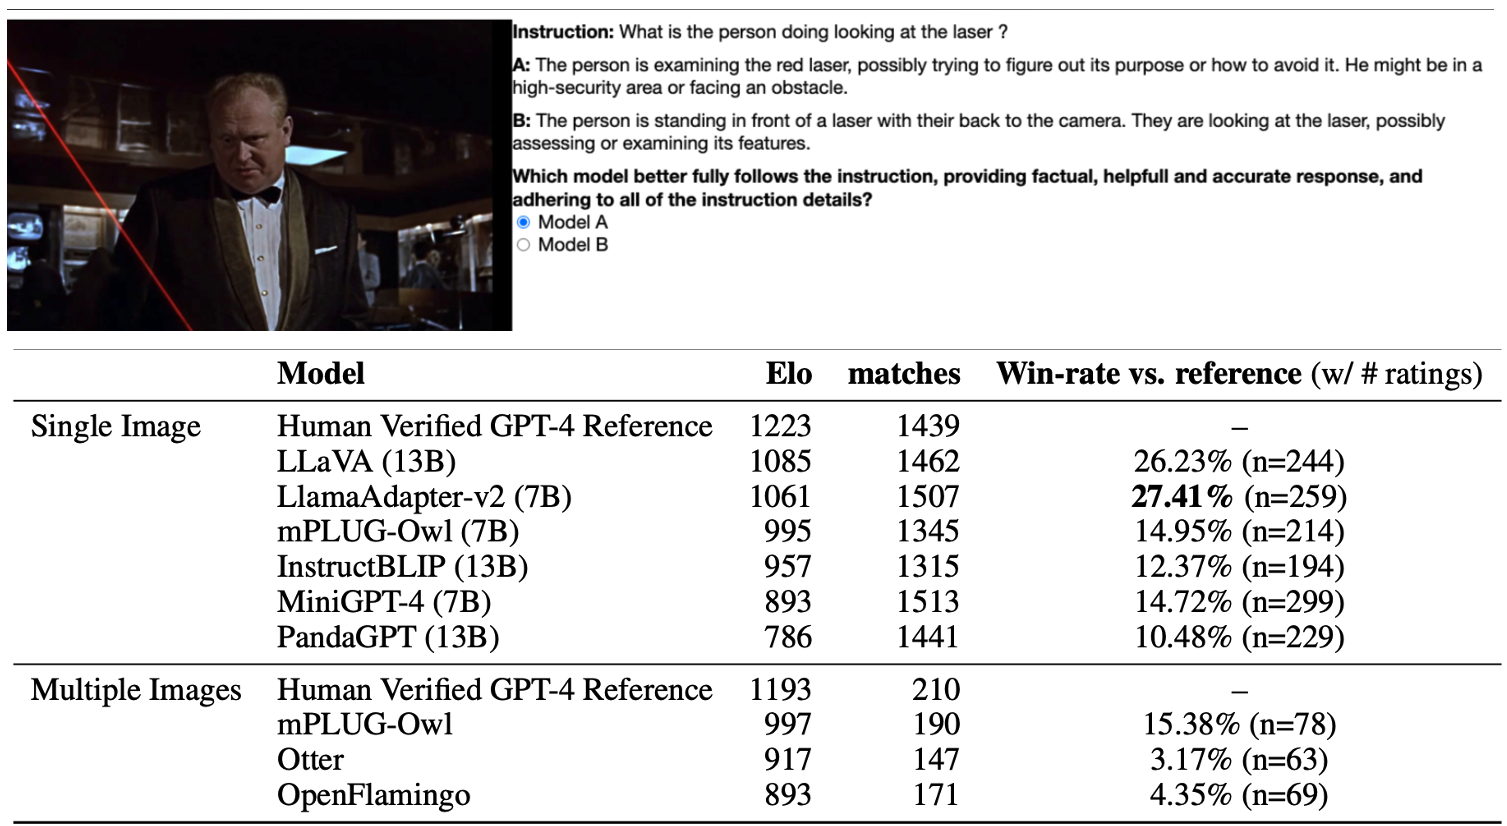 Instruction: What is the person doing looking at the laser ?
A: The person is examining the red laser, possibly trying to figure out its purpose or how to avoid it. He might be in a
high-security area or facing an obstacle.
B: The person is standing in front of a laser with their back to the camera. They are looking at the laser, possibly
assessing or examining its features.
Which model better fully follows the instruction, providing factual, helpfull and accurate response, and
adhering to all of the instruction details?
Model A
Model B
Model Elo matches Win-rate vs. reference (w/ # ratings)
Single Image Human Verified GPT-4 Reference 1223 1439 –
LLaVA (13B) 1085 1462 26.23% (n=244)
LlamaAdapter-v2 (7B) 1061 1507 27.41% (n=259)
mPLUG-Owl (7B) 995 1345 14.95% (n=214)
InstructBLIP (13B) 957 1315 12.37% (n=194)
MiniGPT-4 (7B) 893 1513 14.72% (n=299)
PandaGPT (13B) 786 1441 10.48% (n=229)
Multiple Images Human Verified GPT-4 Reference 1193 210 –
mPLUG-Owl 997 190 15.38% (n=78)
Otter 917 147 3.17% (n=63)
OpenFlamingo 893 171 4.35% (n=69)